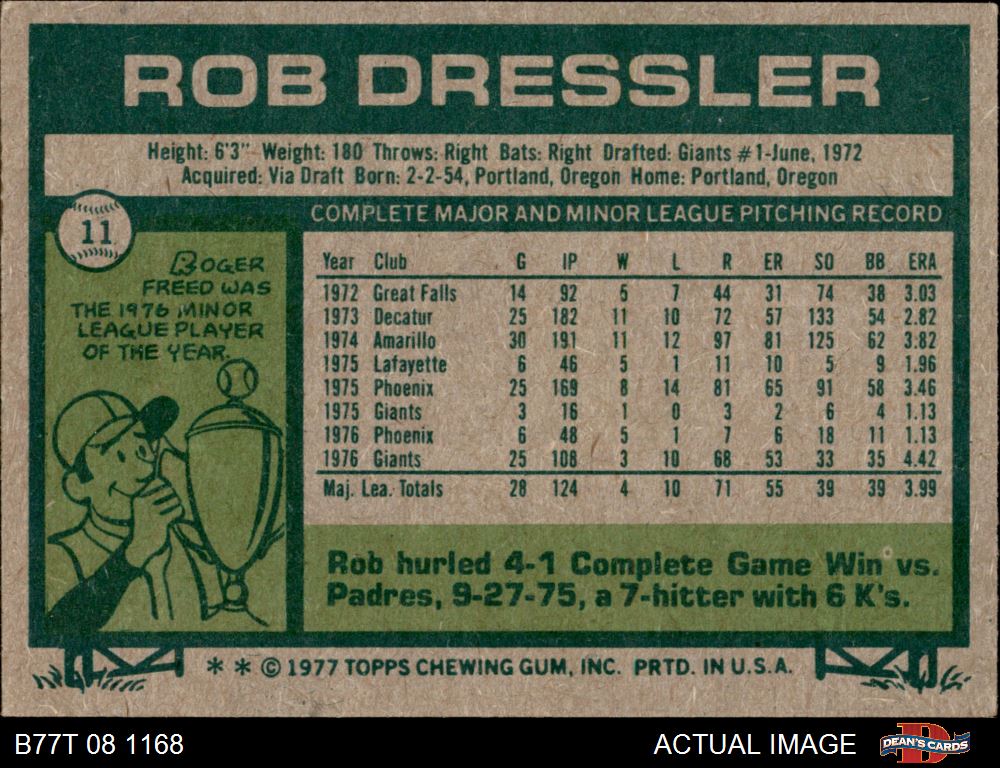 ROB DRESSLER
Height: 6'3" Weight: 180 Throws: Right Bats: Right Drafted: Giants #1-June, 1972
Acquired: Via Draft Born: 2-2-54, Portland, Oregon Home: Portland, Oregon
11
ROGER
FREED WAS
THE 1976 MINOR
LEAGUE PLAYER
OF THE YEAR.
COMPLETE MAJOR AND MINOR LEAGUE PITCHING RECORD
Year Club G IP W L R ER SO BB ERA
1972 Great Falls 14 92 5 7 44 31 74 38 3.03
1973 Decatur 25 182 11 10 72 57 133 54 2.82
1974 Amarillo 30 191 11 12 97 81 125 62 3.82
1975 Lafayette 6 46 5 1 11 10 5 9 1.96
1975 Phoenix 25 169 8 14 81 65 91 58 3.46
1975 Giants 3 16 1 0 3 2 6 4 1.13
1976 Phoenix 6 48 5 1 7 6 18 11 1.13
1976 Giants 25 108 3 10 68 53 33 35 4.42
Maj. Lea. Totals 28 124 4 10 71 55 39 39 3.99
Rob hurled 4-1 Complete Game Win vs.
Padres, 9-27-75, a 7-hitter with 6 K's.
* * © 1977 TOPPS CHEWING GUM, INC. PRTD. IN U.S.A.
B77T 08 1168
ACTUAL IMAGE
DEAN'S CARDS